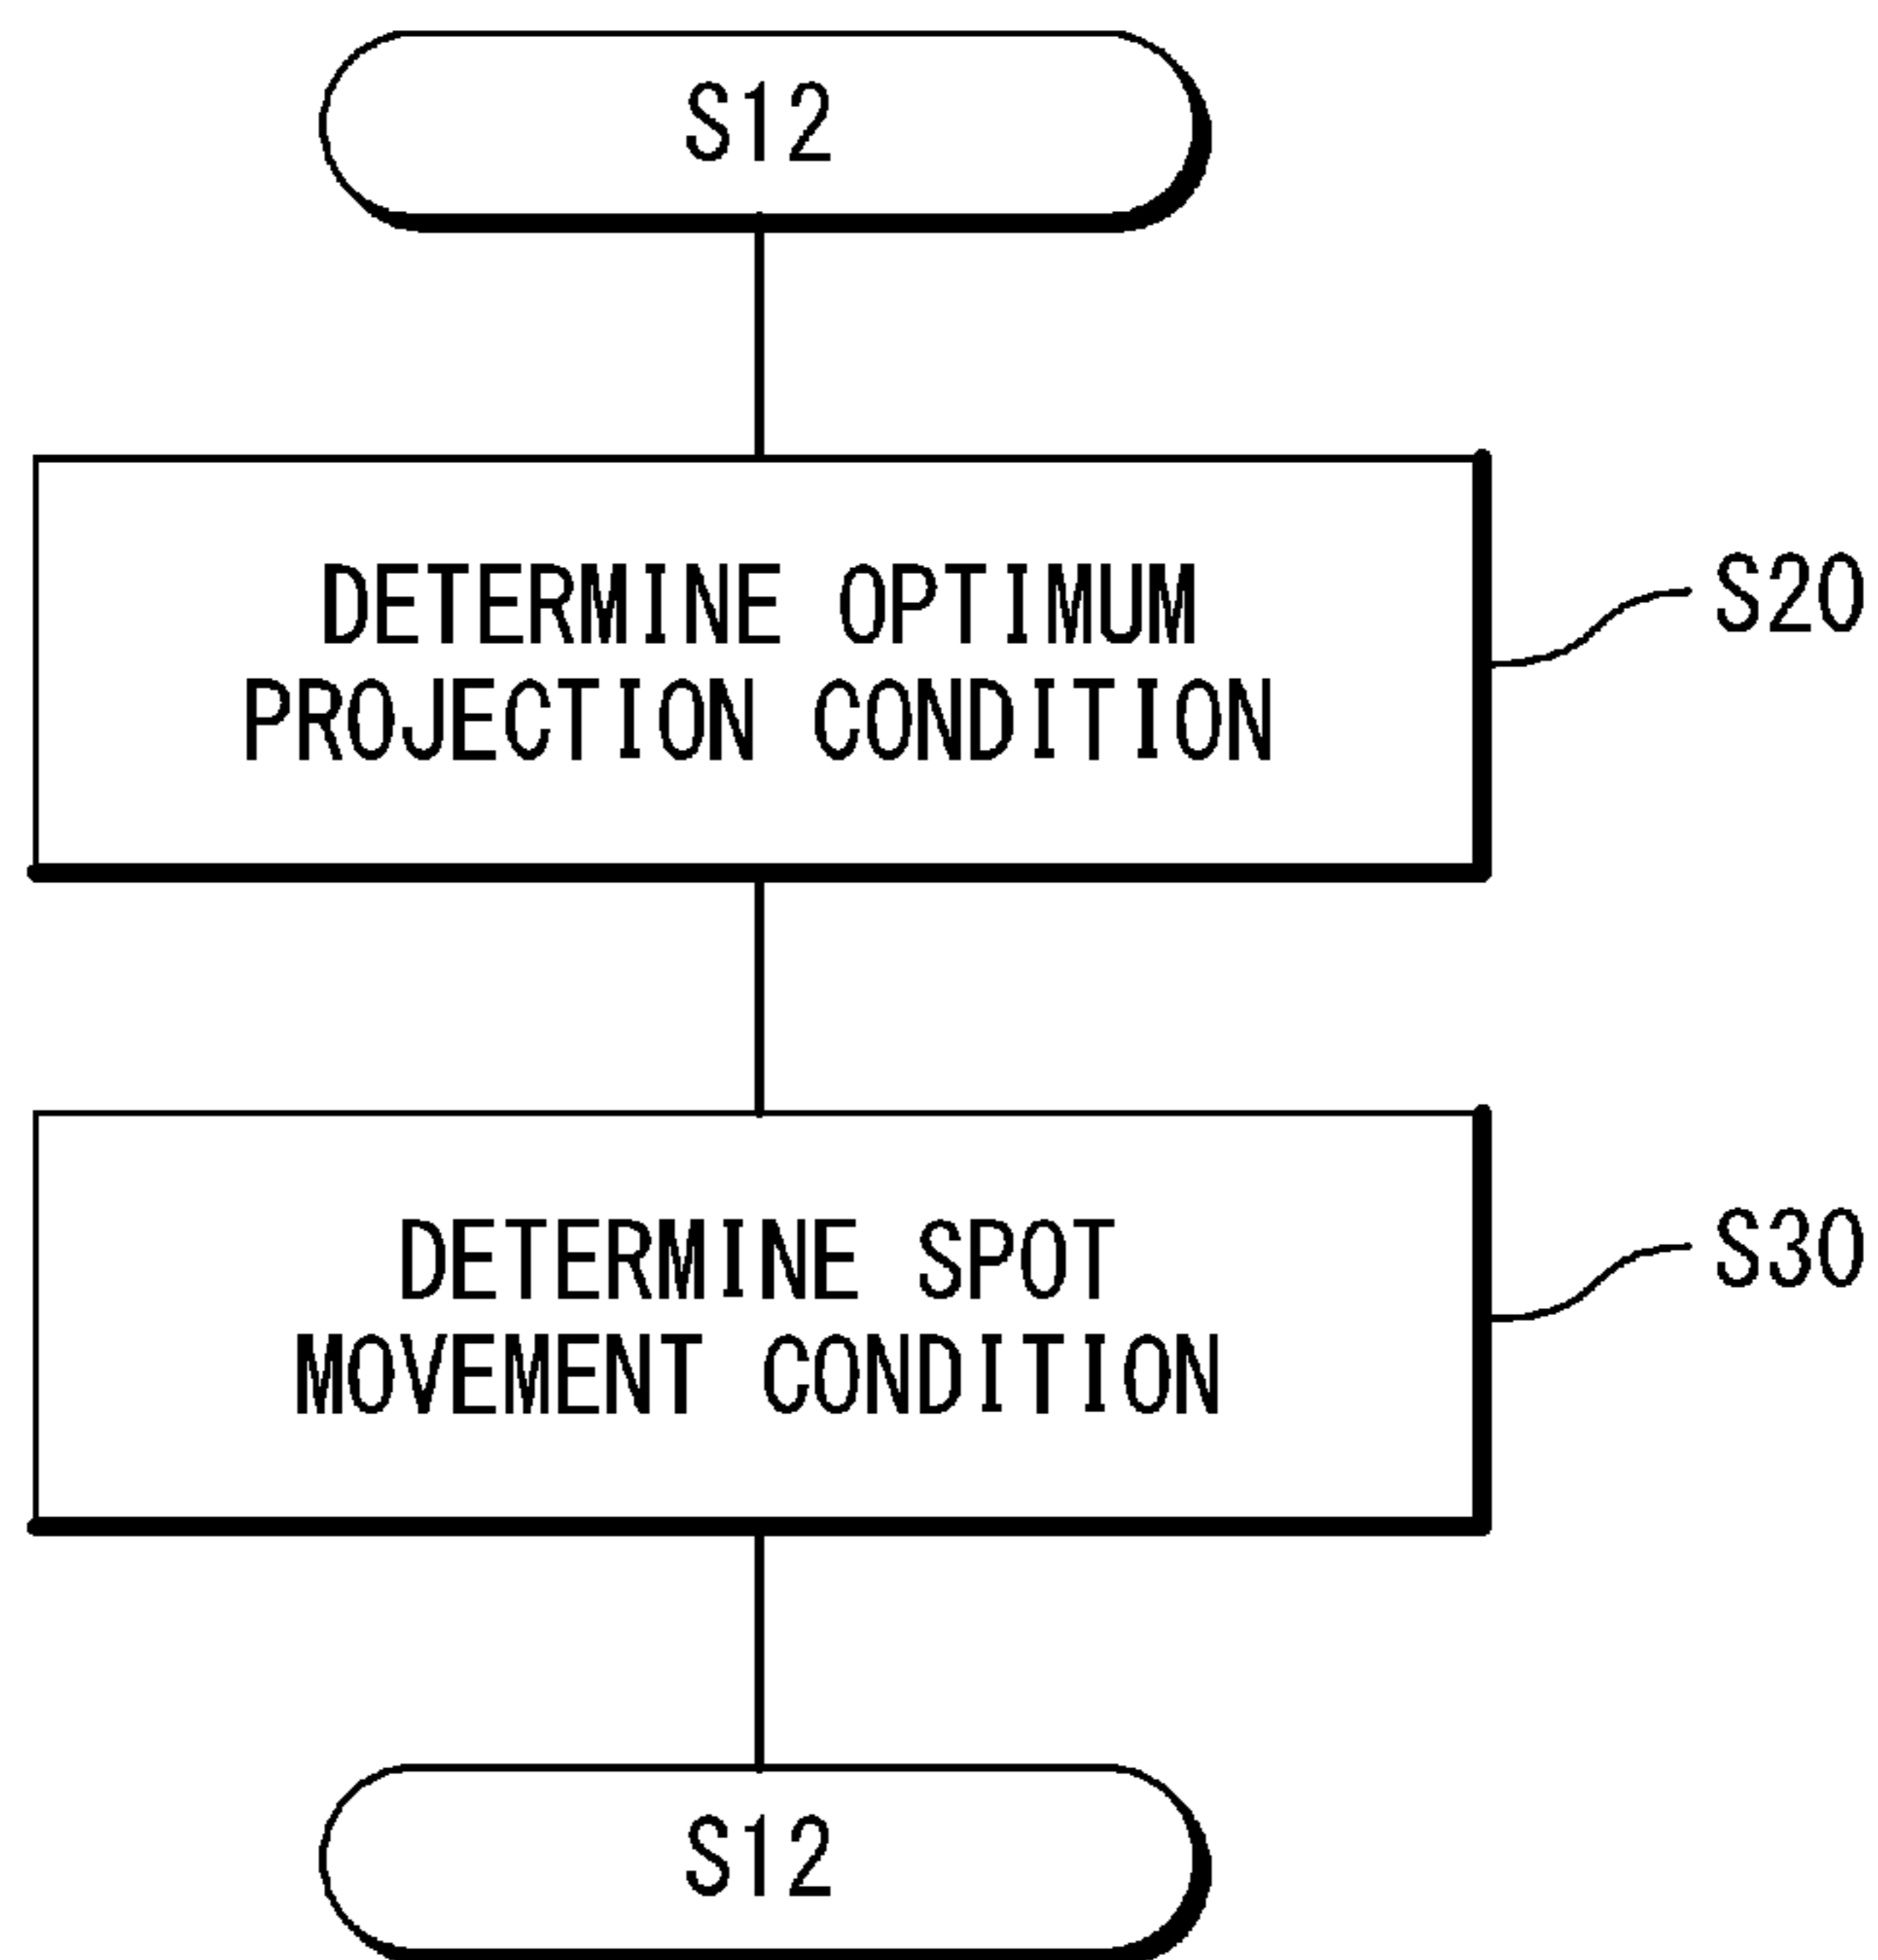 S12
DETERMINE OPTIMUM
PROJECTION CONDITION
S20
DETERMINE SPOT
MOVEMENT CONDITION
S30
S12